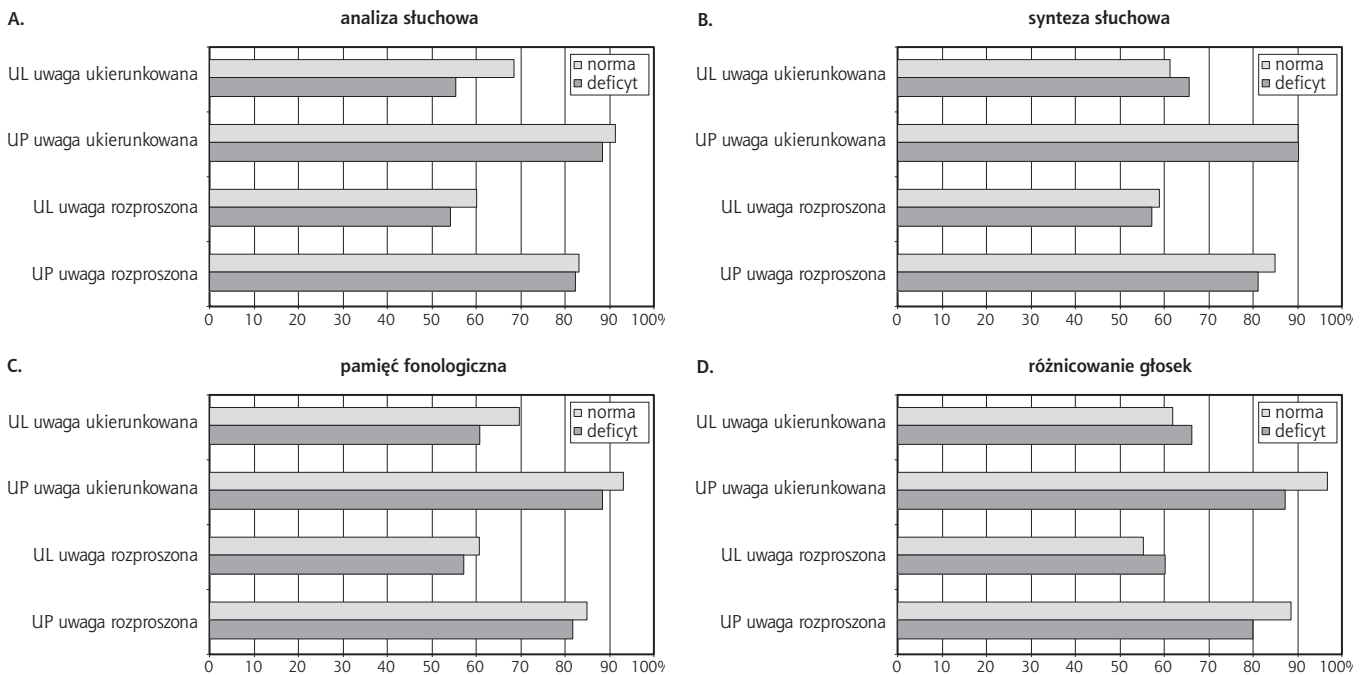 A.
analiza słuchowa
UL uwaga ukierunkowana
UP uwaga ukierunkowana
UL uwaga rozproszona
UP uwaga rozproszona
norma
deficyt
0 10 20 30 40 50 60 70 80 90 100%
B.
synteza słuchowa
UL uwaga ukierunkowana
UP uwaga ukierunkowana
UL uwaga rozproszona
UP uwaga rozproszona
norma
deficyt
0 10 20 30 40 50 60 70 80 90 100%
C.
pamięć fonologiczna
UL uwaga ukierunkowana
UP uwaga ukierunkowana
UL uwaga rozproszona
UP uwaga rozproszona
norma
deficyt
0 10 20 30 40 50 60 70 80 90 100%
D.
różnicowanie głosek
UL uwaga ukierunkowana
UP uwaga ukierunkowana
UL uwaga rozproszona
UP uwaga rozproszona
norma
deficyt
0 10 20 30 40 50 60 70 80 90 100%